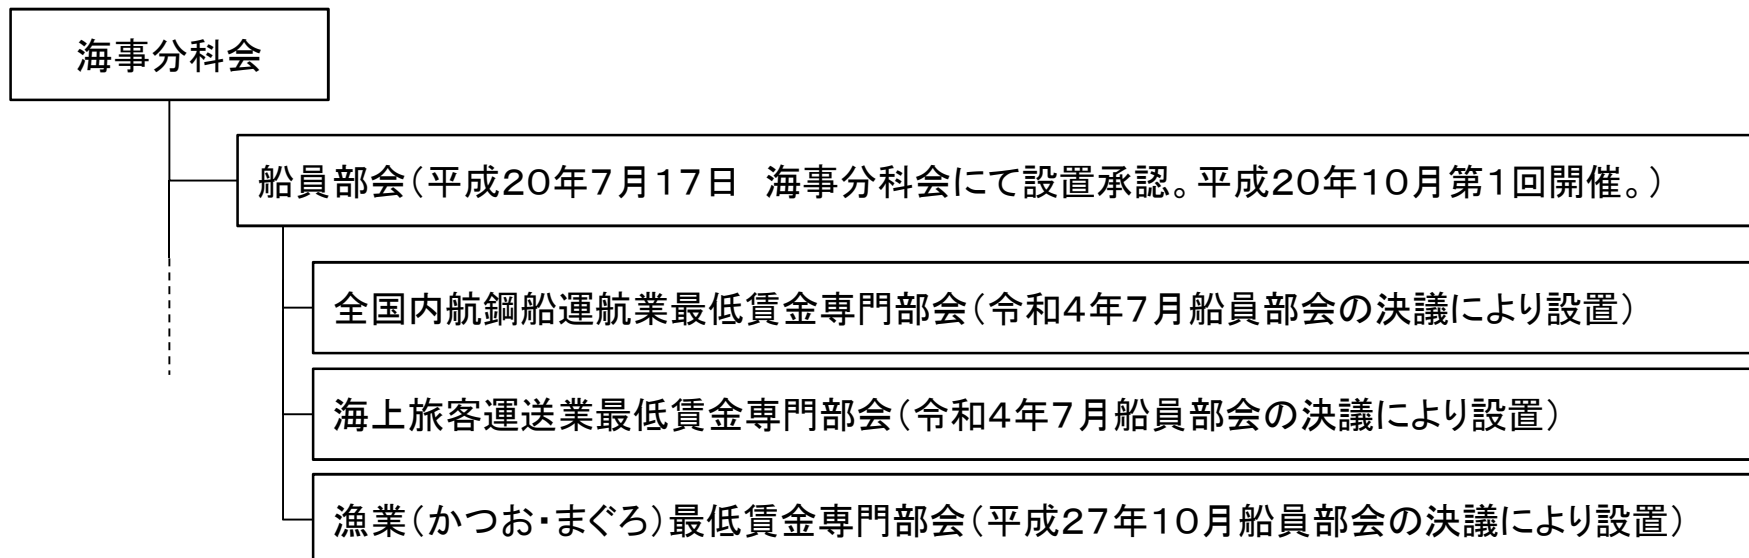 海事分科会
船員部会(平成20年7月17日　海事分科会にて設置承認。平成20年10月第1回開催。)
全国内航鋼船運航業最低賃金専門部会(令和4年7月船員部会の決議により設置)
海上旅客運送業最低賃金専門部会(令和4年7月船員部会の決議により設置)
漁業(かつお・まぐろ)最低賃金専門部会(平成27年10月船員部会の決議により設置)